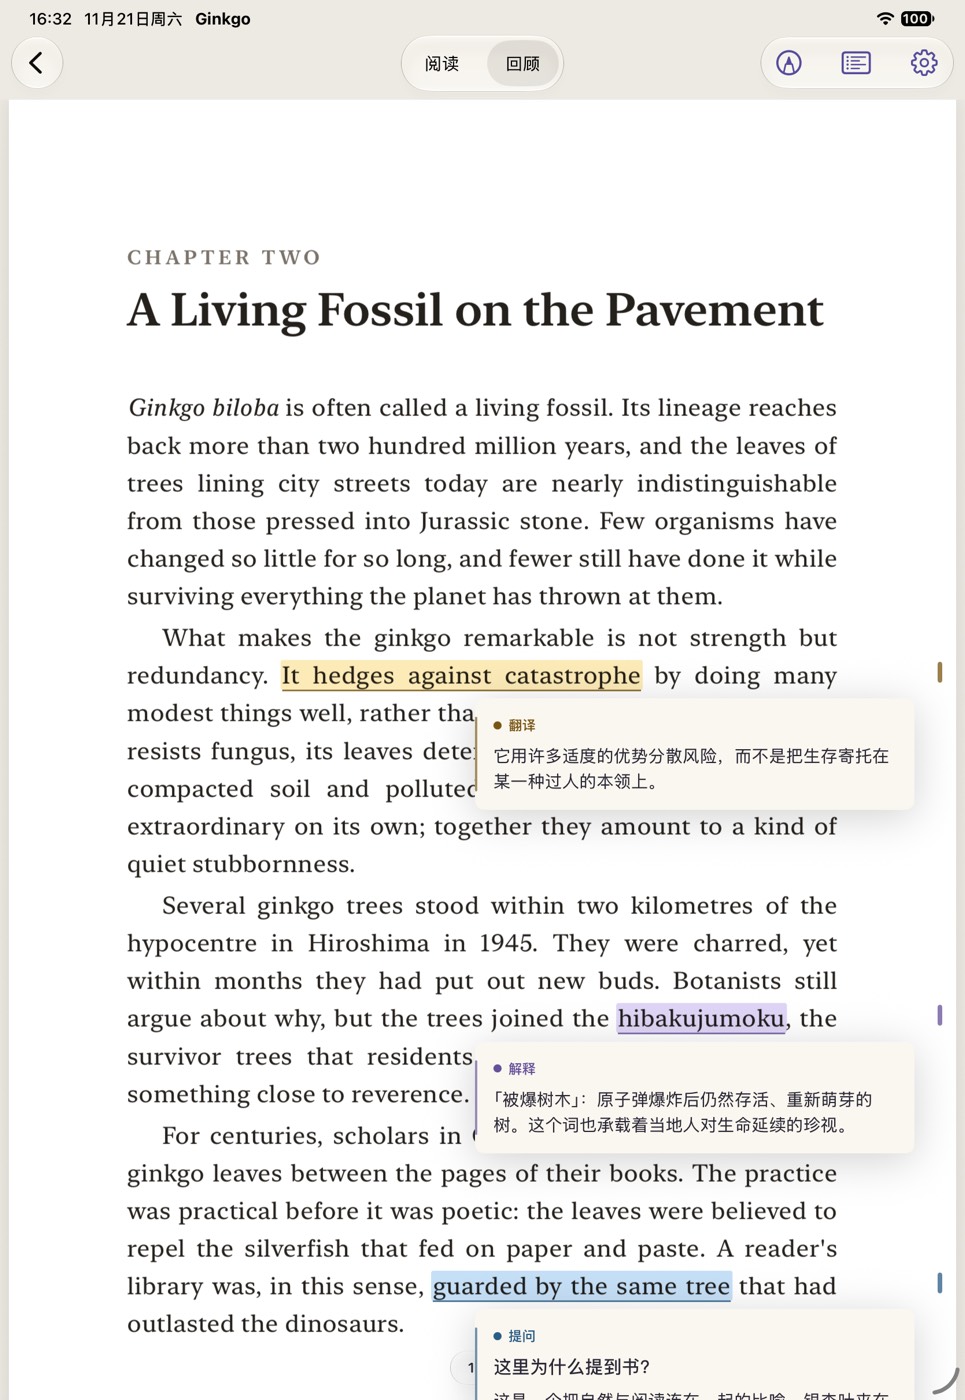 16:32 11月21日周六 Ginkgo 100
阅读 回顾
CHAPTER TWO
A Living Fossil on the Pavement
Ginkgo biloba is often called a living fossil. Its lineage reaches
back more than two hundred million years, and the leaves of
trees lining city streets today are nearly indistinguishable
from those pressed into Jurassic stone. Few organisms have
changed so little for so long, and fewer still have done it while
surviving everything the planet has thrown at them.
What makes the ginkgo remarkable is not strength but
redundancy. It hedges against catastrophe by doing many
modest things well, rather tha
翻译
它用许多适度的优势分散风险，而不是把生存寄托在
某一种过人的本领上。
resists fungus, its leaves dete
compacted soil and polluted
extraordinary on its own; together they amount to a kind of
quiet stubbornness.
Several ginkgo trees stood within two kilometres of the
hypocentre in Hiroshima in 1945. They were charred, yet
within months they had put out new buds. Botanists still
argue about why, but the trees joined the hibakujumoku, the
survivor trees that residents
解释
「被爆树木」：原子弹爆炸后仍然存活、重新萌芽的
树。这个词也承载着当地人对生命延续的珍视。
something close to reverence.
For centuries, scholars in
ginkgo leaves between the pages of their books. The practice
was practical before it was poetic: the leaves were believed to
repel the silverfish that fed on paper and paste. A reader's
library was, in this sense, guarded by the same tree that had
outlasted the dinosaurs.
提问
这里为什么提到书？
1